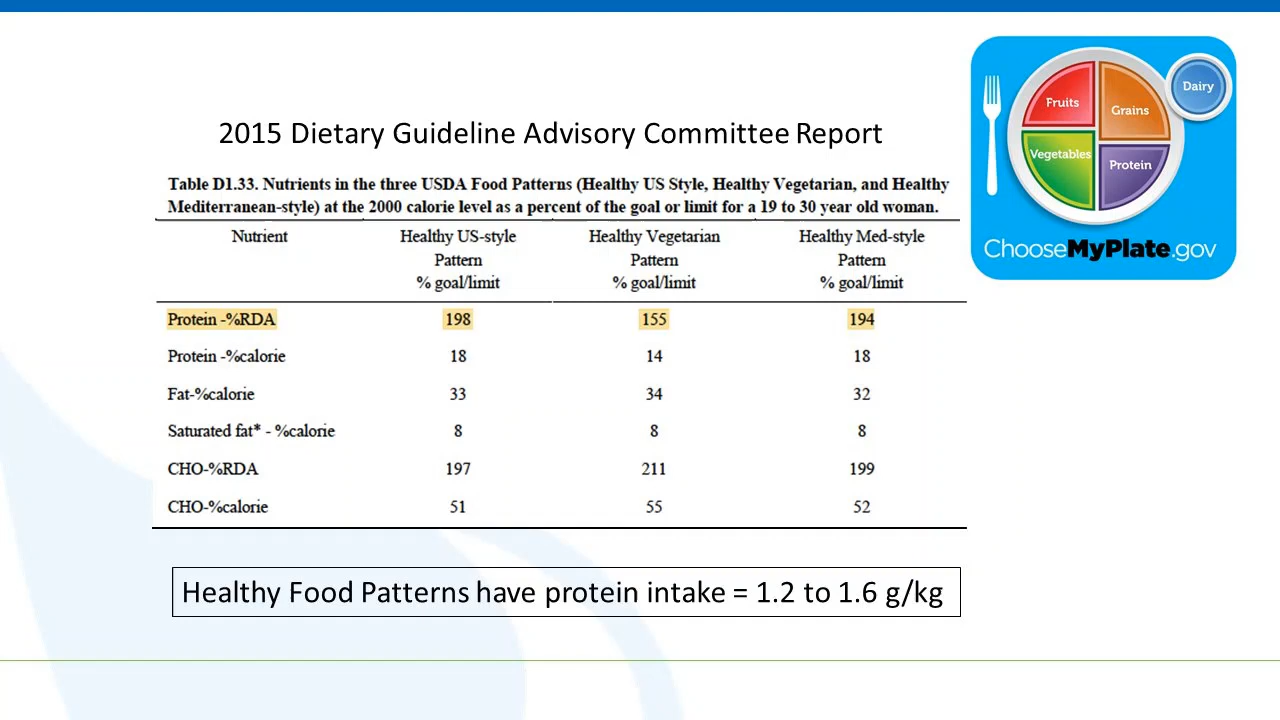 2015 Dietary Guideline Advisory Committee Report
Table D1.33. Nutrients in the three USDA Food Patterns (Healthy US Style, Healthy Vegetarian, and Healthy
Mediterranean-style) at the 2000 calorie level as a percent of the goal or limit for a 19 to 30 year old woman.
Nutrient Healthy US-style Healthy Vegetarian Healthy Med-style
Pattern Pattern Pattern
% goal/limit % goal/limit % goal/limit
Protein -%RDA 198 155 194
Protein -%calorie 18 14 18
Fat-%calorie 33 34 32
Saturated fat* - %calorie 8 8 8
CHO-%RDA 197 211 199
CHO-%calorie 51 55 52
Healthy Food Patterns have protein intake = 1.2 to 1.6 g/kg
Dairy
Fruits
Grains
Vegetables
Protein
ChooseMyPlate.gov